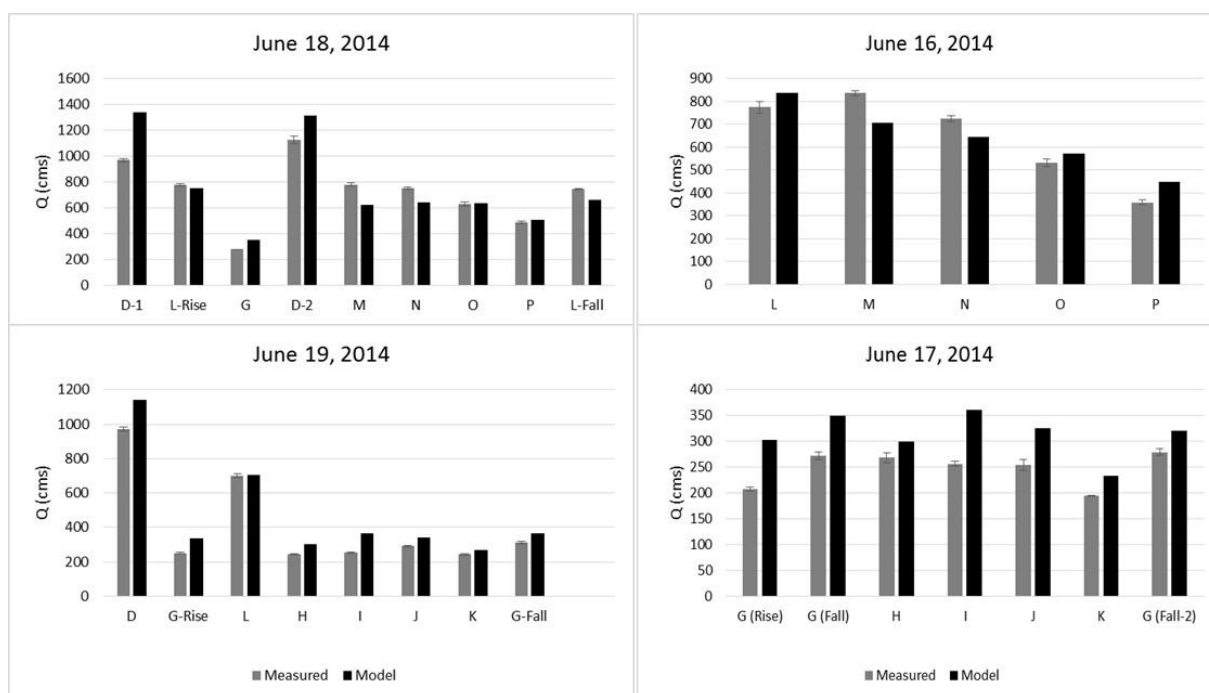 June 18, 2014
Q (cms)
1600
1400
1200
1000
800
600
400
200
0
D-1 L-Rise G D-2 M N O P L-Fall
June 16, 2014
Q (cms)
900
800
700
600
500
400
300
200
100
0
L M N O P
June 19, 2014
Q (cms)
1200
1000
800
600
400
200
0
D G-Rise L H I J K G-Fall
Measured Model
June 17, 2014
Q (cms)
400
350
300
250
200
150
100
50
0
G (Rise) G (Fall) H I J K G (Fall-2)
Measured Model